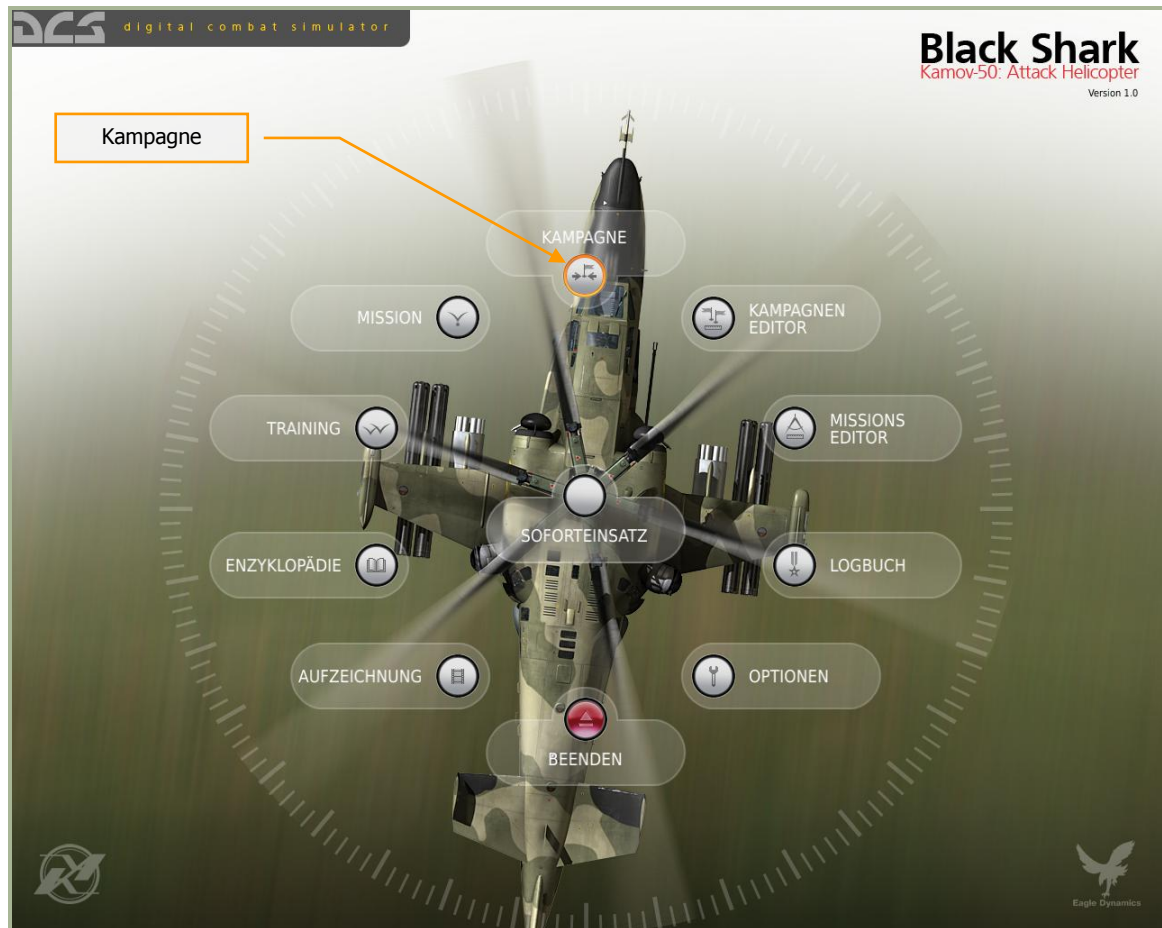 DCS digital combat simulator
Black Shark
Kamov-50: Attack Helicopter
Version 1.0
Kampagne
KAMPAGNE
MISSION
KAMPAGNEN
EDITOR
TRAINING
MISSIONS
EDITOR
SOFORTEINSATZ
ENZYKLOPÄDIE
LOGBUCH
AUFZEICHNUNG
OPTIONEN
BEENDEN
Eagle Dynamics